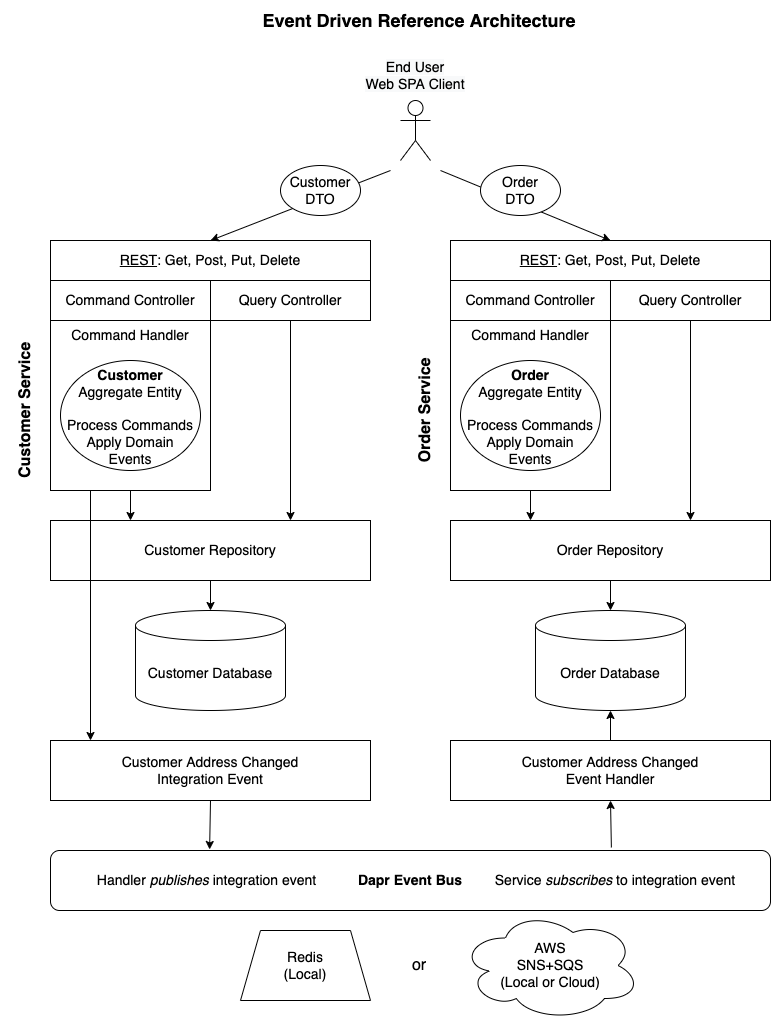 Event Driven Reference Architecture
End User
Web SPA Client
Customer
DTO
Order
DTO
REST: Get, Post, Put, Delete
Command Controller
Query Controller
Command Handler
Customer
Aggregate Entity
Process Commands
Apply Domain
Events
Customer Service
Customer Repository
Customer Database
Customer Address Changed
Integration Event
REST: Get, Post, Put, Delete
Command Controller
Query Controller
Command Handler
Order
Aggregate Entity
Process Commands
Apply Domain
Events
Order Service
Order Repository
Order Database
Customer Address Changed
Event Handler
Handler publishes integration event
Dapr Event Bus
Service subscribes to integration event
Redis
(Local)
or
AWS
SNS+SQS
(Local or Cloud)